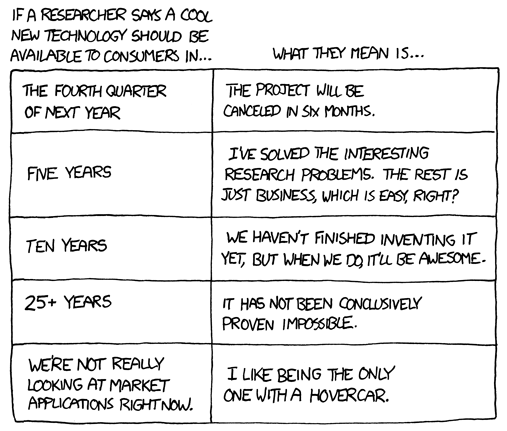 IF A RESEARCHER SAYS A COOL
NEW TECHNOLOGY SHOULD BE
AVAILABLE TO CONSUMERS IN...
WHAT THEY MEAN IS...
THE FOURTH QUARTER
OF NEXT YEAR
THE PROJECT WILL BE
CANCELED IN SIX MONTHS.
FIVE YEARS
I'VE SOLVED THE INTERESTING
RESEARCH PROBLEMS. THE REST IS
JUST BUSINESS, WHICH IS EASY, RIGHT?
TEN YEARS
WE HAVEN'T FINISHED INVENTING IT
YET, BUT WHEN WE DO, IT'LL BE AWESOME.
25+ YEARS
IT HAS NOT BEEN CONCLUSIVELY
PROVEN IMPOSSIBLE.
WE'RE NOT REALLY
LOOKING AT MARKET
APPLICATIONS RIGHT NOW.
I LIKE BEING THE ONLY
ONE WITH A HOVERCAR.